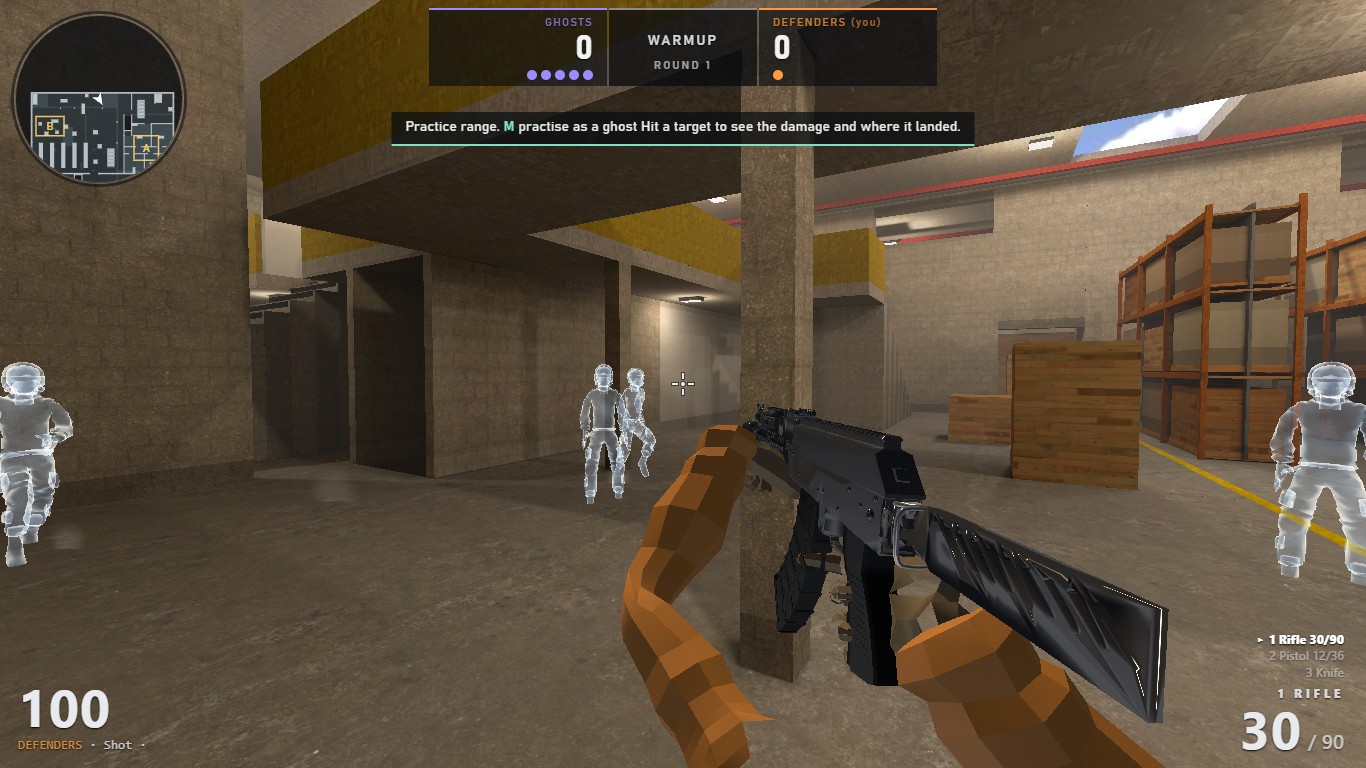 GHOSTS
0
WARMUP
ROUND 1
DEFENDERS (you)
0
Practice range. M practise as a ghost Hit a target to see the damage and where it landed.
B
A
▸ 1 Rifle 30/90
2 Pistol 12/36
3 Knife
1 RIFLE
30 / 90
100
DEFENDERS · Shot ·